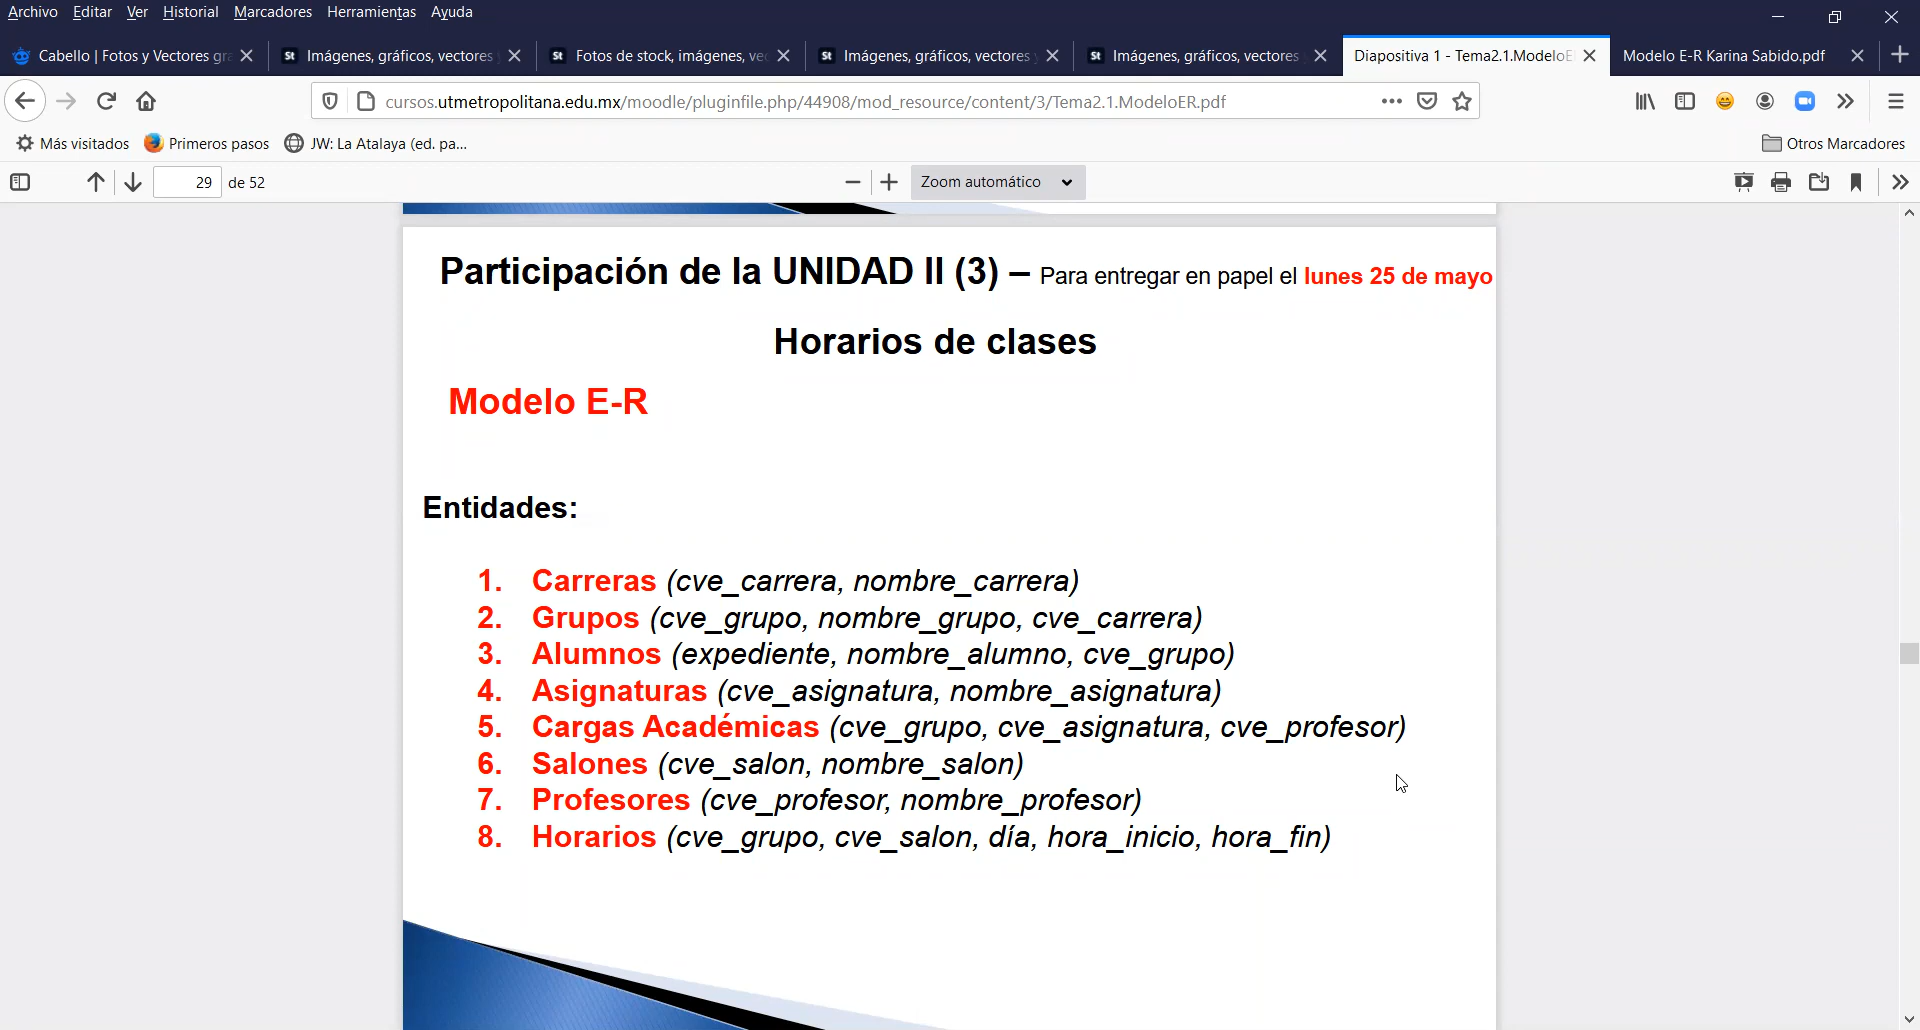 Archivo Editar Ver Historial Marcadores Herramientas Ayuda
Cabello | Fotos y Vectores gra
St Imágenes, gráficos, vectores
St Fotos de stock, imágenes, vec
St Imágenes, gráficos, vectores y
St Imágenes, gráficos, vectores
Diapositiva 1 - Tema2.1.ModeloE
Modelo E-R Karina Sabido.pdf
cursos.utmetropolitana.edu.mx/moodle/pluginfile.php/44908/mod_resource/content/3/Tema2.1.ModeloER.pdf
Más visitados Primeros pasos JW: La Atalaya (ed. pa... Otros Marcadores
29 de 52 Zoom automático
Participación de la UNIDAD II (3) – Para entregar en papel el lunes 25 de mayo
Horarios de clases
Modelo E-R
Entidades:
1. Carreras (cve_carrera, nombre_carrera)
2. Grupos (cve_grupo, nombre_grupo, cve_carrera)
3. Alumnos (expediente, nombre_alumno, cve_grupo)
4. Asignaturas (cve_asignatura, nombre_asignatura)
5. Cargas Académicas (cve_grupo, cve_asignatura, cve_profesor)
6. Salones (cve_salon, nombre_salon)
7. Profesores (cve_profesor, nombre_profesor)
8. Horarios (cve_grupo, cve_salon, día, hora_inicio, hora_fin)